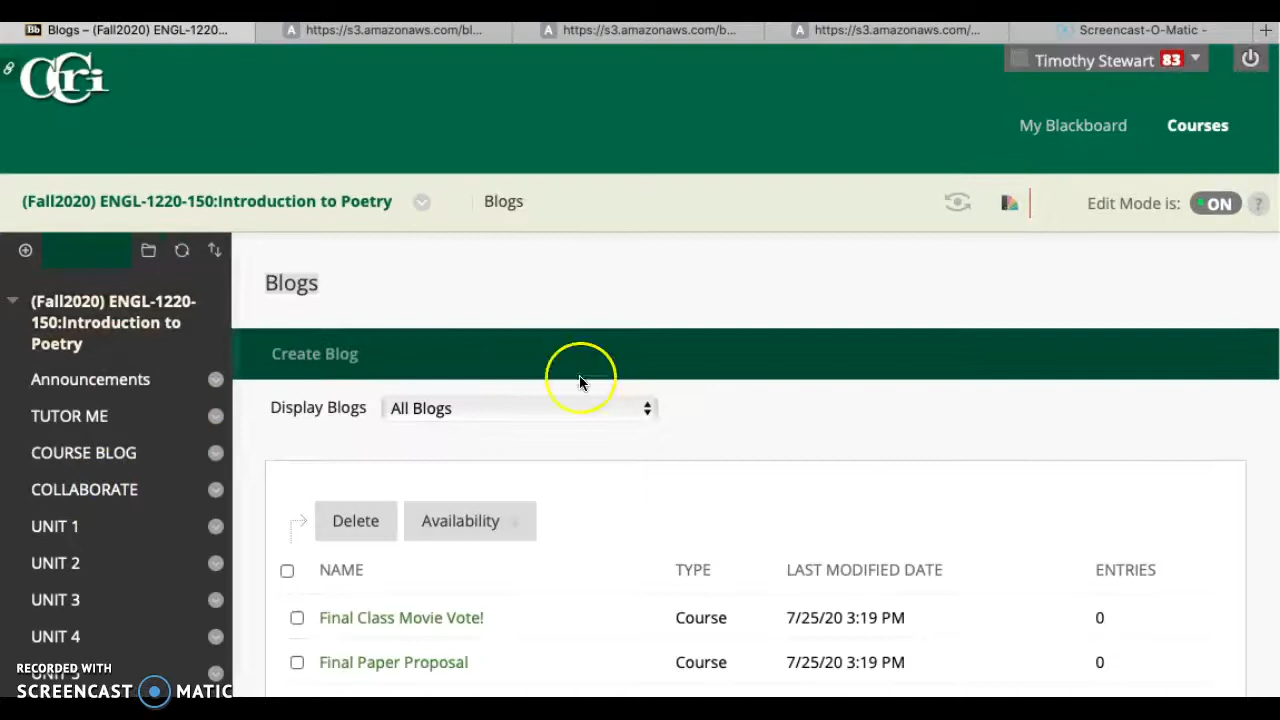 Bb Blogs – (Fall2020) ENGL-1220...
A https://s3.amazonaws.com/bl...
A https://s3.amazonaws.com/b...
A https://s3.amazonaws.com/...
Screencast-O-Matic -
CCri
Timothy Stewart 83
My Blackboard
Courses
(Fall2020) ENGL-1220-150:Introduction to Poetry
Blogs
Edit Mode is: ON ?
(Fall2020) ENGL-1220-
150:Introduction to
Poetry
Announcements
TUTOR ME
COURSE BLOG
COLLABORATE
UNIT 1
UNIT 2
UNIT 3
UNIT 4
Blogs
Create Blog
Display Blogs All Blogs
Delete Availability
NAME TYPE LAST MODIFIED DATE ENTRIES
Final Class Movie Vote! Course 7/25/20 3:19 PM 0
Final Paper Proposal Course 7/25/20 3:19 PM 0
RECORDED WITH
SCREENCAST MATIC